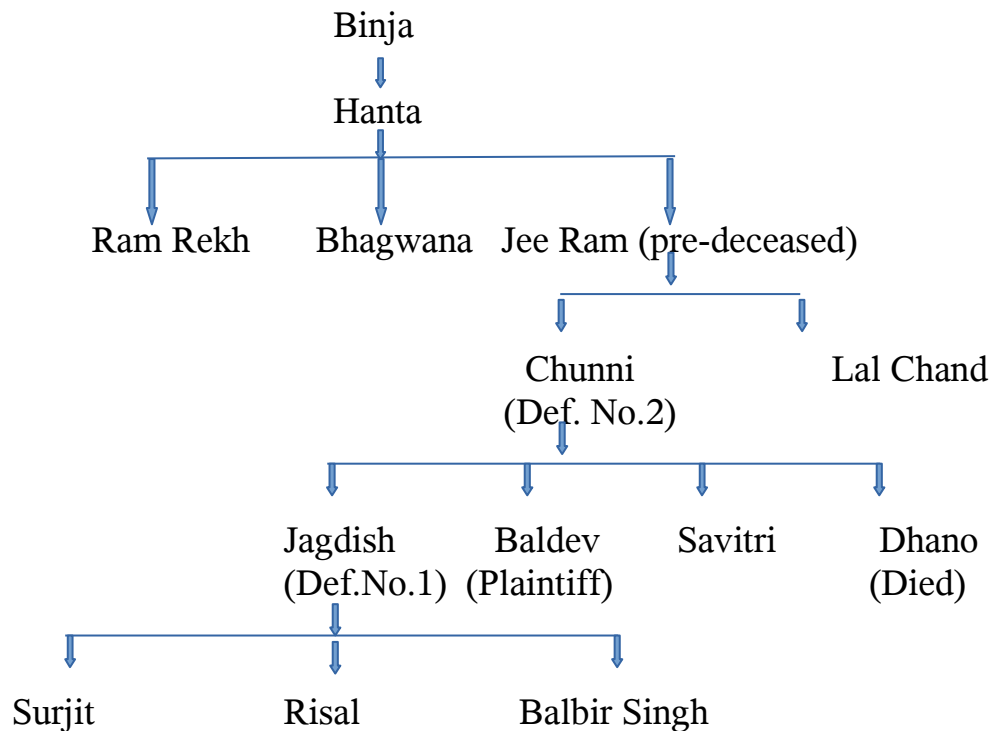 Binja
Hanta
Ram Rekh Bhagwana Jee Ram (pre-deceased)
Chunni Lal Chand
(Def. No.2)
Jagdish Baldev Savitri Dhano
(Def.No.1) (Plaintiff) (Died)
Surjit Risal Balbir Singh